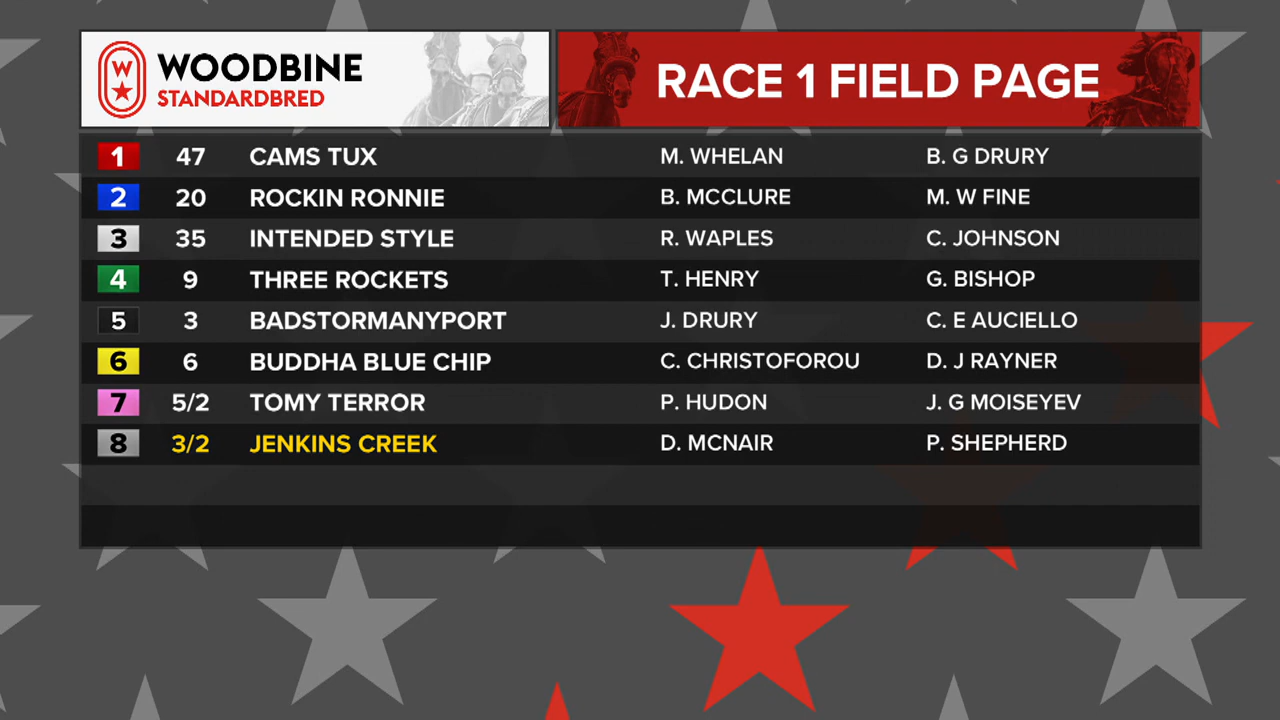 W
WOODBINE
STANDARDBRED
RACE 1 FIELD PAGE
1 47 CAMS TUX M. WHELAN B. G DRURY
2 20 ROCKIN RONNIE B. MCCLURE M. W FINE
3 35 INTENDED STYLE R. WAPLES C. JOHNSON
4 9 THREE ROCKETS T. HENRY G. BISHOP
5 3 BADSTORMANYPORT J. DRURY C. E AUCIELLO
6 6 BUDDHA BLUE CHIP C. CHRISTOFOROU D. J RAYNER
7 5/2 TOMY TERROR P. HUDON J. G MOISEYEV
8 3/2 JENKINS CREEK D. MCNAIR P. SHEPHERD